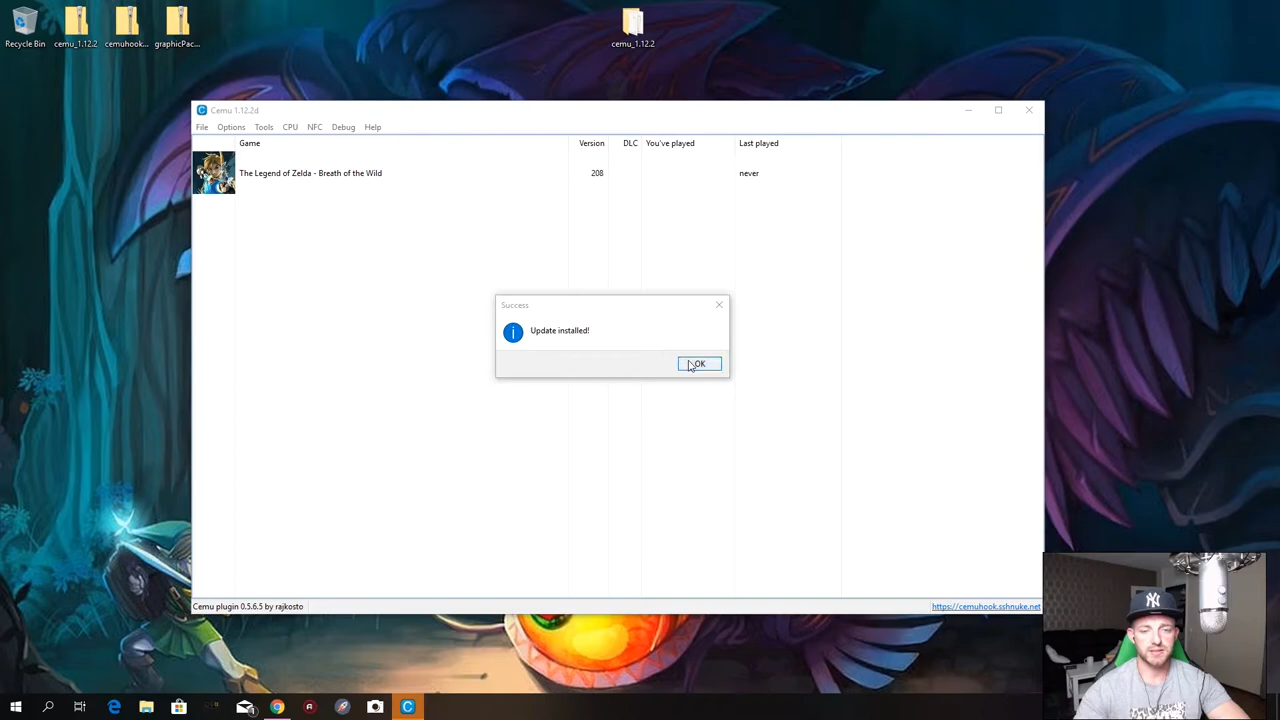 Recycle Bin
cemu_1.12.2
cemuhook...
graphicPac...
cemu_1.12.2
Cemu 1.12.2d
File Options Tools CPU NFC Debug Help
Game Version DLC You've played Last played
The Legend of Zelda - Breath of the Wild 208 never
Success
Update installed!
OK
Cemu plugin 0.5.6.5 by rajkosto
https://cemuhook.sshnuke.net